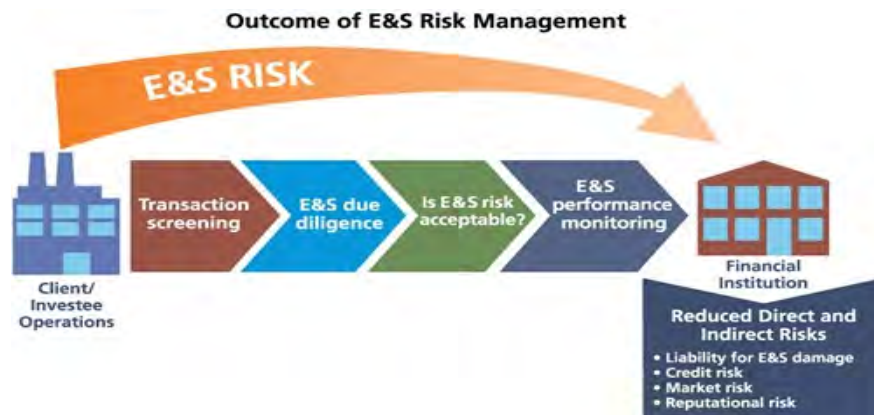 Outcome of E&S Risk Management
E&S RISK
Transaction
screening
E&S due
diligence
Is E&S risk
acceptable?
E&S
performance
monitoring
Client/
Investee
Operations
Financial
Institution
Reduced Direct and
Indirect Risks
• Liability for E&S damage
• Credit risk
• Market risk
• Reputational risk